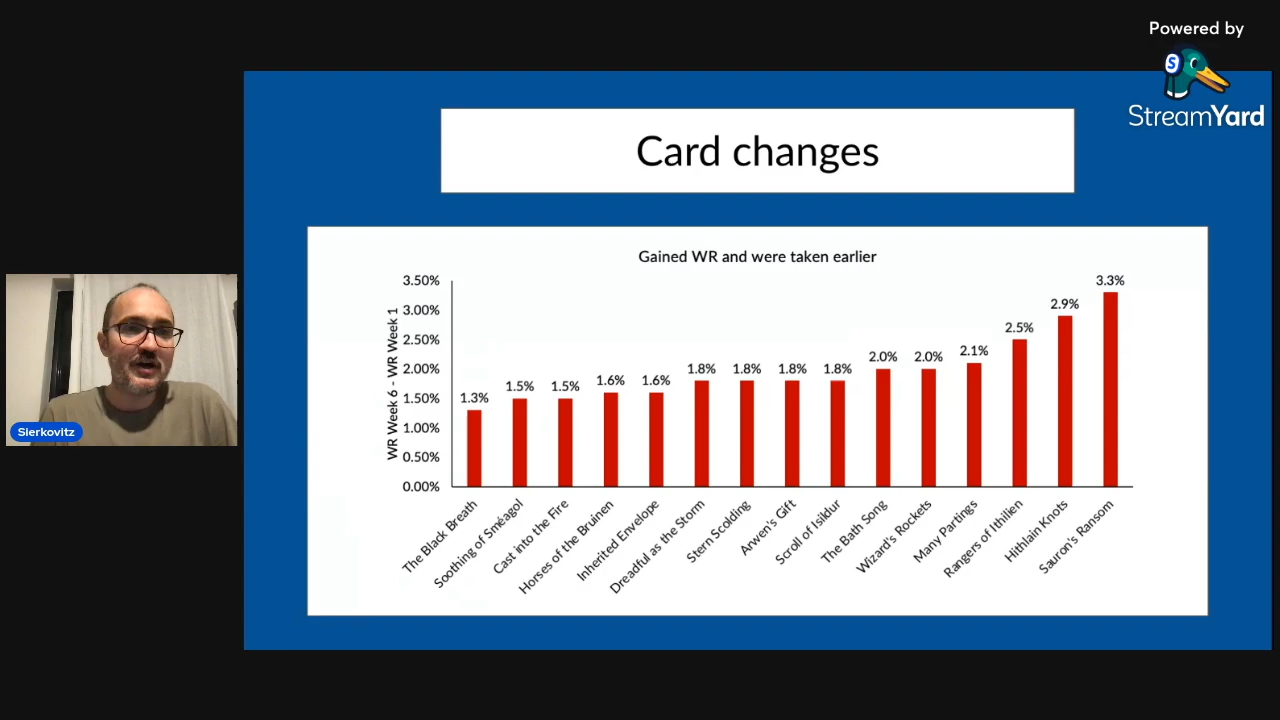 Powered by
S
StreamYard
Card changes
Gained WR and were taken earlier
WR Week 6 - WR Week 1
3.50%
3.00%
2.50%
2.00%
1.50%
1.00%
0.50%
0.00%
1.3%
1.5%
1.5%
1.6%
1.6%
1.8%
1.8%
1.8%
1.8%
2.0%
2.0%
2.1%
2.5%
2.9%
3.3%
The Black Breath
Soothing of Sméagol
Cast into the Fire
Horses of the Bruinen
Inherited Envelope
Dreadful as the Storm
Stern Scolding
Arwen's Gift
Scroll of Isildur
The Bath Song
Wizard's Rockets
Many Partings
Rangers of Ithilien
Hithlain Knots
Sauron's Ransom
Sierkovitz